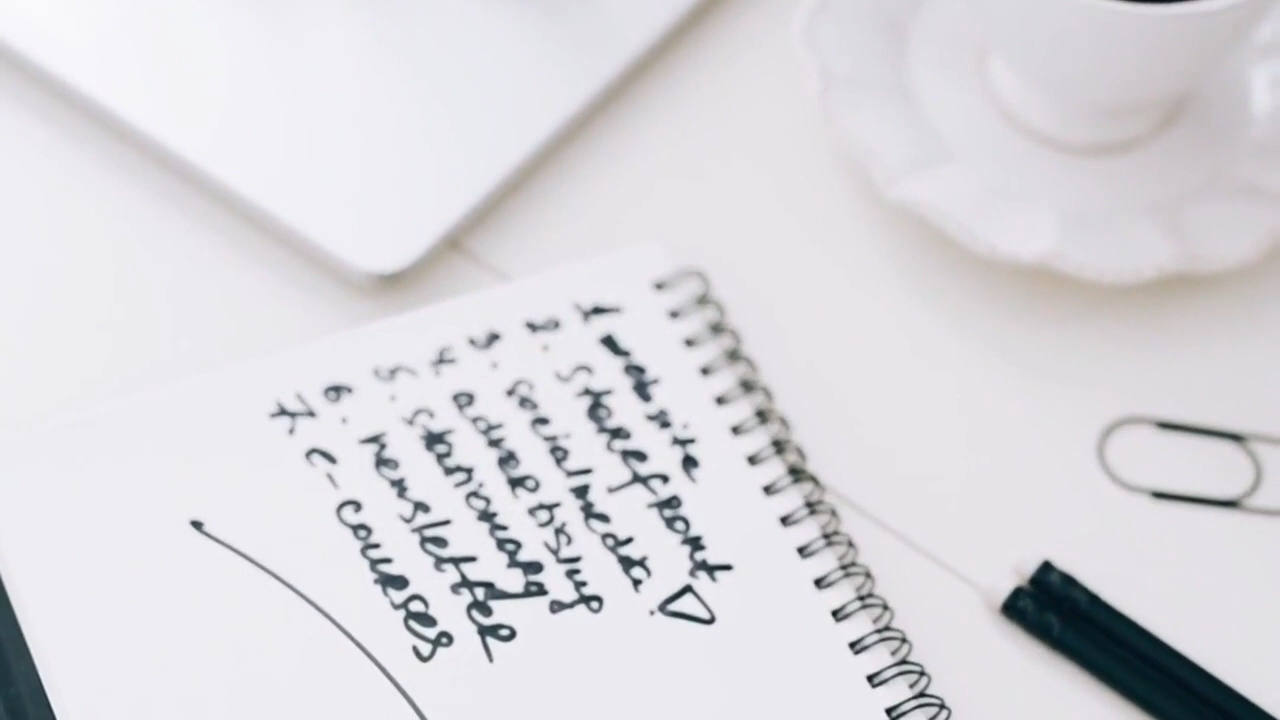 1 website
2. storefront
3. social media
4. advertising
5. stationary
6. newsletter
7. e-courses